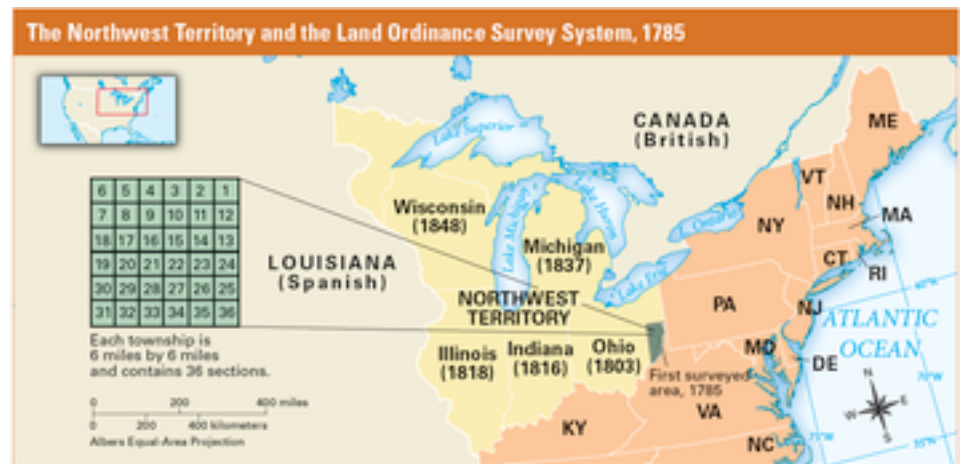 The Northwest Territory and the Land Ordinance Survey System, 1785
CANADA
(British)
ME
Lake Superior
VT
NH
MA
NY
Wisconsin
(1848)
Lake Michigan
Lake Huron
Michigan
(1837)
L. Ontario
CT
RI
6 5 4 3 2 1
7 8 9 10 11 12
18 17 16 15 14 13
19 20 21 22 23 24
30 29 28 27 26 25
31 32 33 34 35 36
LOUISIANA
(Spanish)
Lake Erie
40°N
NORTHWEST
TERRITORY
PA
NJ
ATLANTIC
OCEAN
Each township is
6 miles by 6 miles
and contains 36 sections.
Illinois
(1818)
Indiana
(1816)
Ohio
(1803)
MD
DE
First surveyed
area, 1785
N
W
E
S
70°W
0 200 400 miles
0 200 400 kilometers
Albers Equal-Area Projection
KY
VA
NC
75°W
35°N